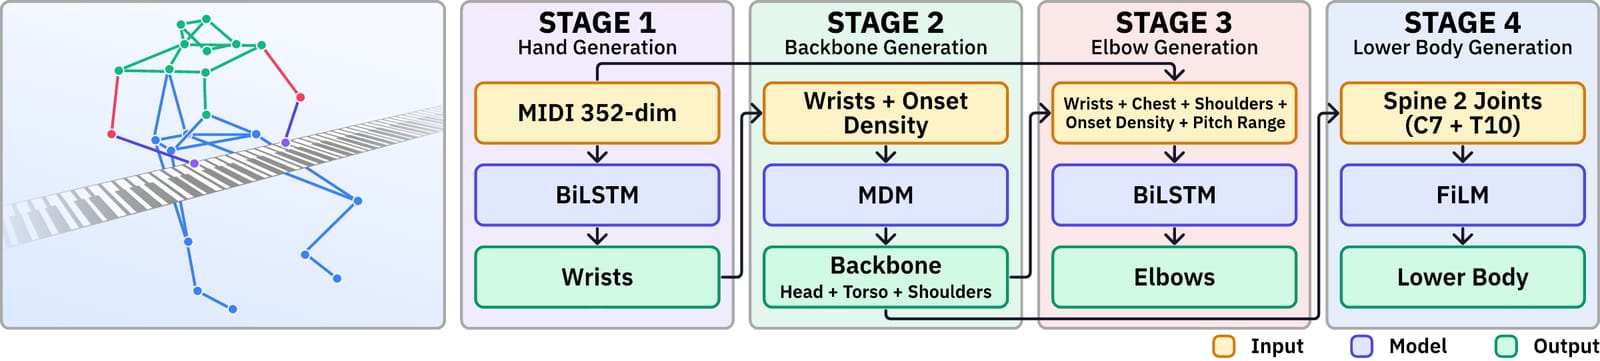 STAGE 1
Hand Generation
MIDI 352-dim
BiLSTM
Wrists
STAGE 2
Backbone Generation
Wrists + Onset
Density
MDM
Backbone
Head + Torso + Shoulders
STAGE 3
Elbow Generation
Wrists + Chest + Shoulders +
Onset Density + Pitch Range
BiLSTM
Elbows
STAGE 4
Lower Body Generation
Spine 2 Joints
(C7 + T10)
FiLM
Lower Body
Input
Model
Output